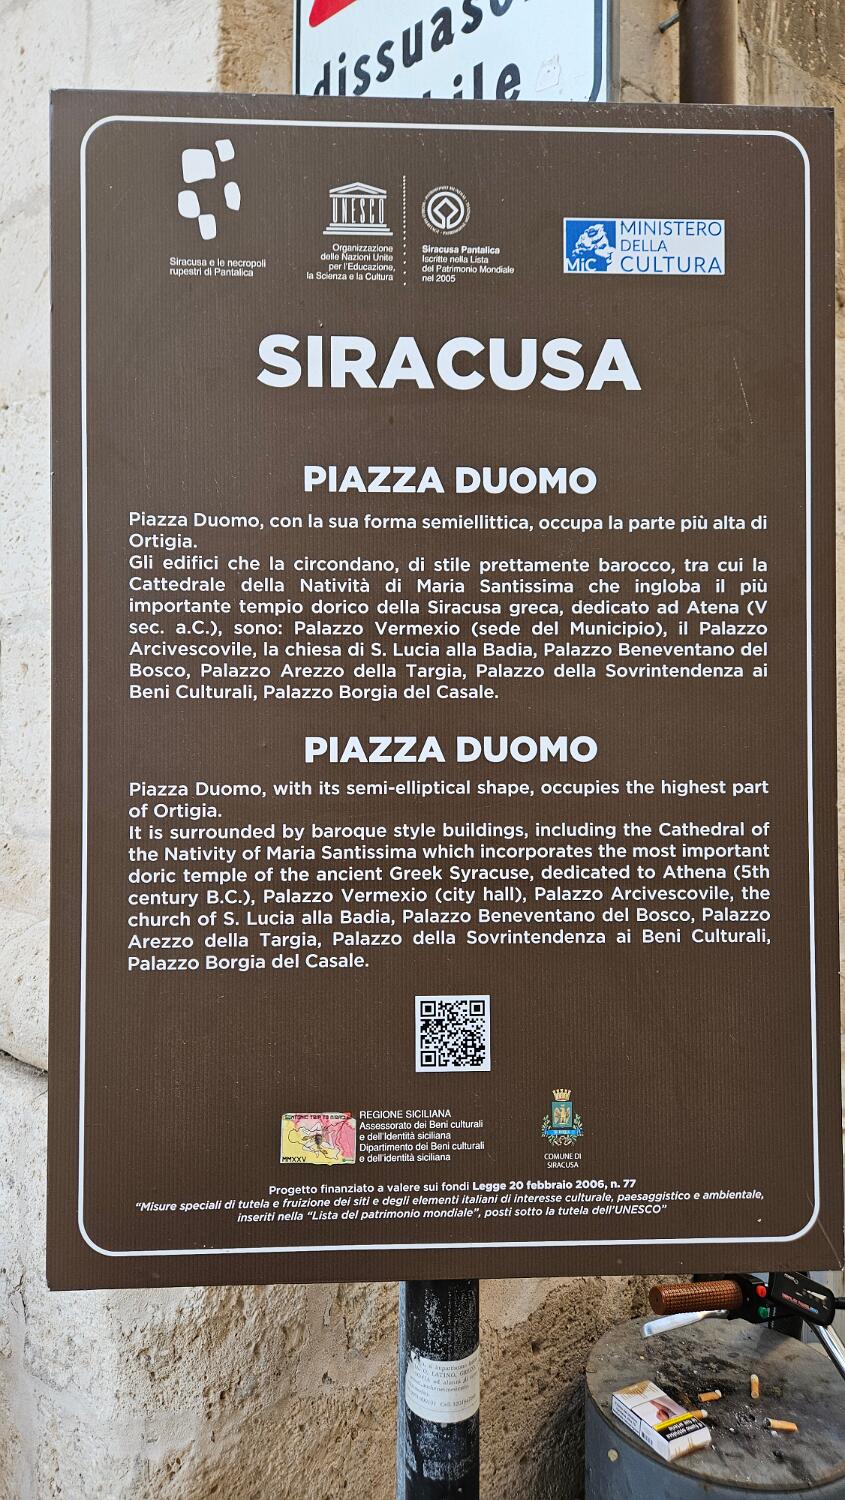 dissuaso
bile
Siracusa e le necropoli
rupestri di Pantalica
UNESCO
Organizzazione
delle Nazioni Unite
per l'Educazione,
la Scienza e la Cultura
Siracusa Pantalica
Iscritte nella Lista
del Patrimonio Mondiale
nel 2005
MiC
MINISTERO
DELLA
CULTURA
SIRACUSA
PIAZZA DUOMO
Piazza Duomo, con la sua forma semiellittica, occupa la parte più alta di
Ortigia.
Gli edifici che la circondano, di stile prettamente barocco, tra cui la
Cattedrale della Natività di Maria Santissima che ingloba il più
importante tempio dorico della Siracusa greca, dedicato ad Atena (V
sec. a.C.), sono: Palazzo Vermexio (sede del Municipio), il Palazzo
Arcivescovile, la chiesa di S. Lucia alla Badia, Palazzo Beneventano del
Bosco, Palazzo Arezzo della Targia, Palazzo della Sovrintendenza ai
Beni Culturali, Palazzo Borgia del Casale.
PIAZZA DUOMO
Piazza Duomo, with its semi-elliptical shape, occupies the highest part
of Ortigia.
It is surrounded by baroque style buildings, including the Cathedral of
the Nativity of Maria Santissima which incorporates the most important
doric temple of the ancient Greek Syracuse, dedicated to Athena (5th
century B.C.), Palazzo Vermexio (city hall), Palazzo Arcivescovile, the
church of S. Lucia alla Badia, Palazzo Beneventano del Bosco, Palazzo
Arezzo della Targia, Palazzo della Sovrintendenza ai Beni Culturali,
Palazzo Borgia del Casale.
MMXXV
REGIONE SICILIANA
Assessorato dei Beni culturali
e dell'Identità siciliana
Dipartimento dei Beni culturali
e dell'identità siciliana
COMUNE DI
SIRACUSA
Progetto finanziato a valere sui fondi Legge 20 febbraio 2006, n. 77
"Misure speciali di tutela e fruizione dei siti e degli elementi italiani di interesse culturale, paesaggistico e ambientale,
inseriti nella "Lista del patrimonio mondiale", posti sotto la tutela dell'UNESCO"
LATINO,